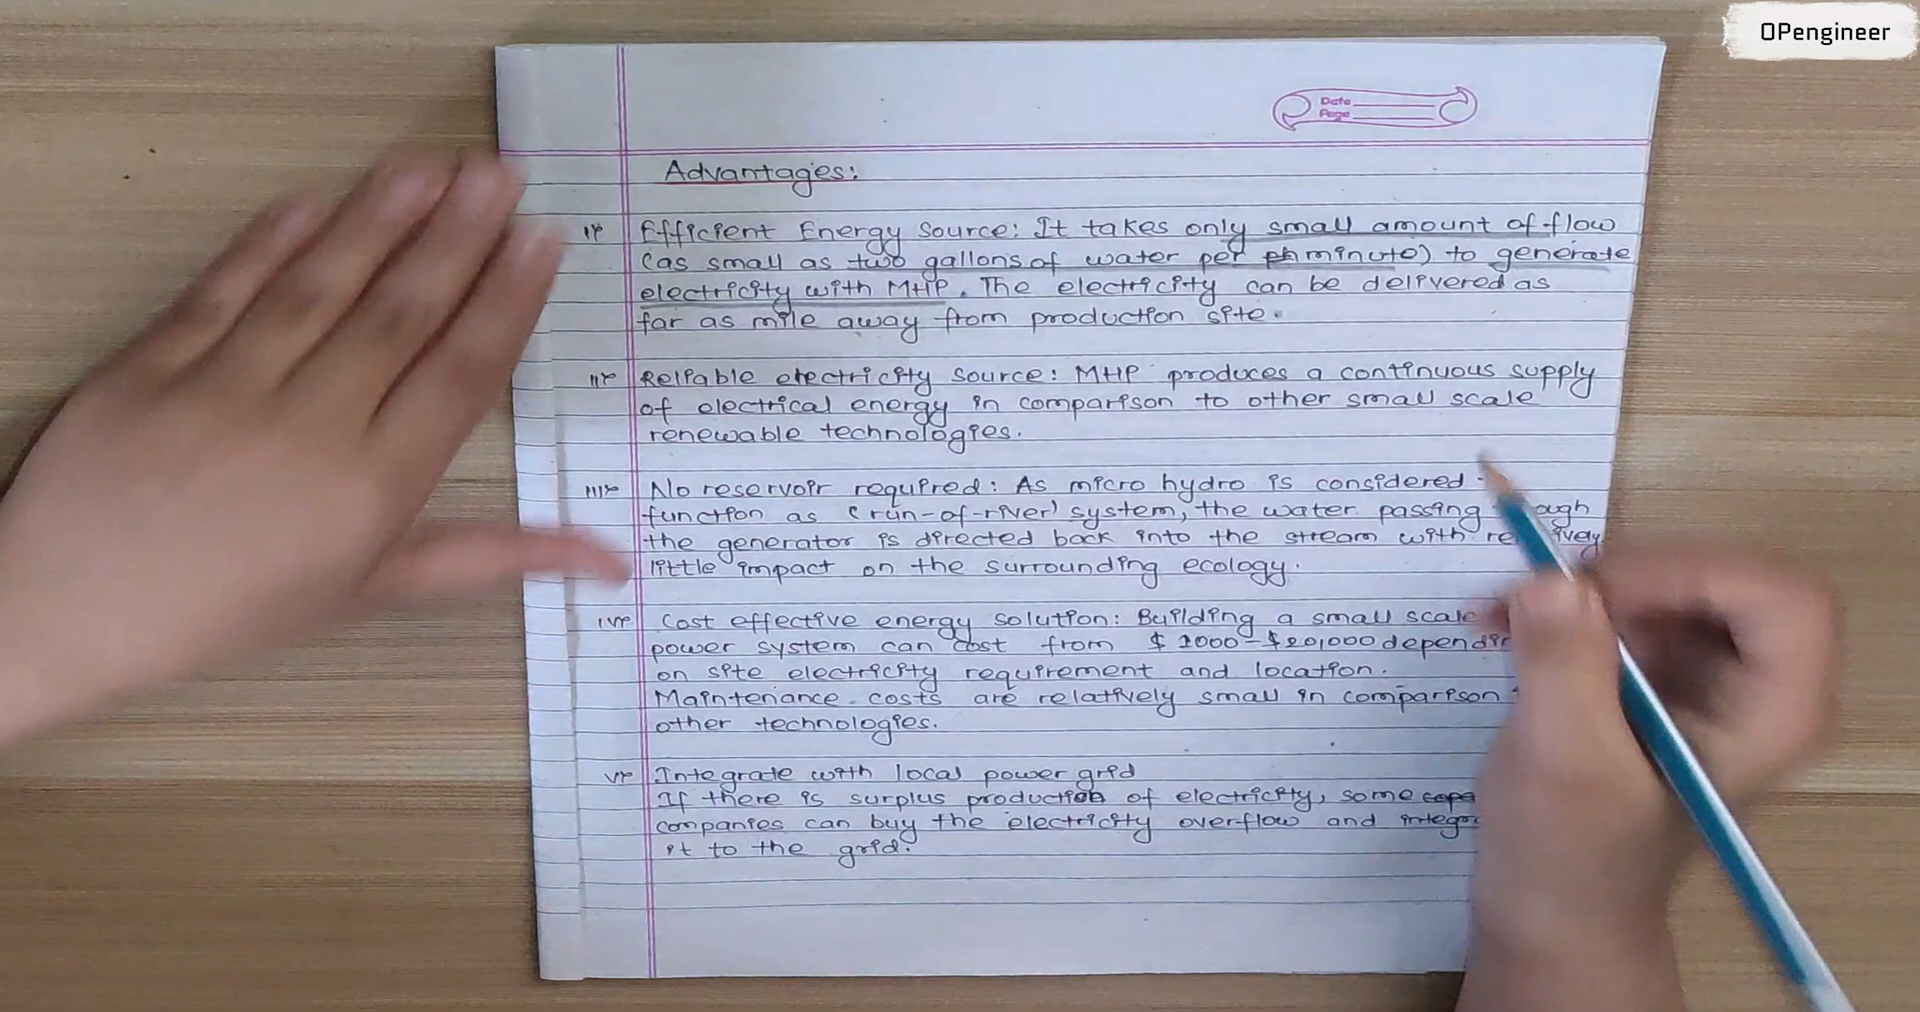 OPengineer
Date
Page
Advantages:
i) Efficient Energy Source: It takes only small amount of flow
(as small as two gallons of water per minute) to generate
electricity with MHP. The electricity can be delivered as
far as mile away from production site.
ii) Reliable electricity source: MHP produces a continuous supply
of electrical energy in comparison to other small scale
renewable technologies.
iii) No reservoir required: As micro hydro is considered
function as (run-of-river) system, the water passing
the generator is directed back into the stream with
little impact on the surrounding ecology.
iv) Cost effective energy solution: Building a small scale
power system can cost from $1000-$20,000
on site electricity requirement and location.
Maintenance costs are relatively small in comparison
other technologies.
v) Integrate with local power grid
If there is surplus production of electricity, some
companies can buy the electricity overflow and
it to the grid.